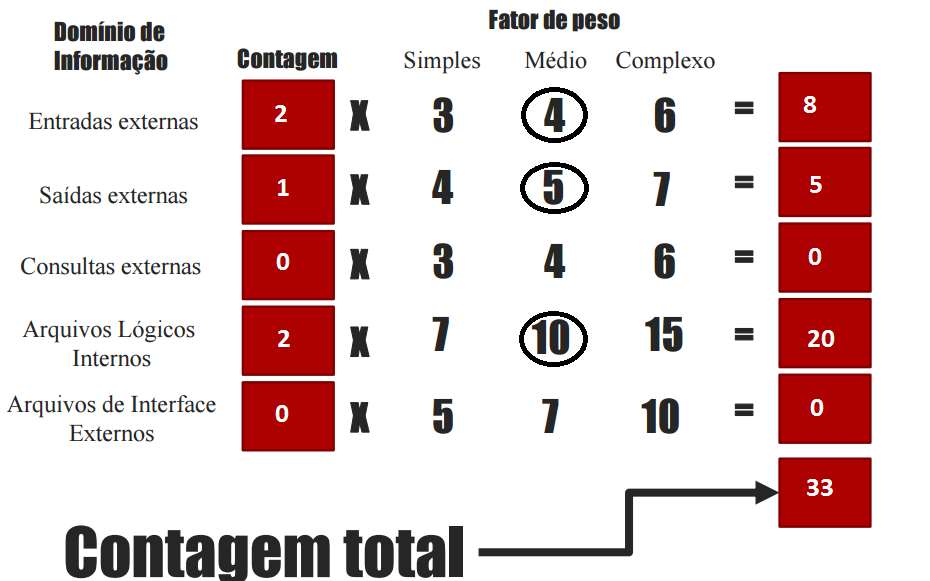 Fator de peso
Domínio de
Informação
Contagem
Simples Médio Complexo
Entradas externas 2 X 3 4 6 = 8
Saídas externas 1 X 4 5 7 = 5
Consultas externas 0 X 3 4 6 = 0
Arquivos Lógicos
Internos 2 X 7 10 15 = 20
Arquivos de Interface
Externos 0 X 5 7 10 = 0
33
Contagem total